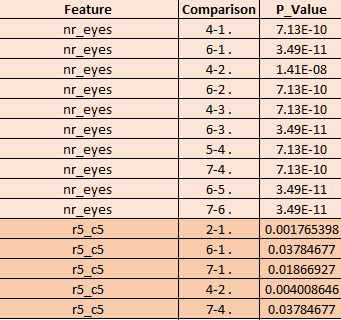 Feature Comparison P_Value
nr_eyes 4-1 . 7.13E-10
nr_eyes 6-1 . 3.49E-11
nr_eyes 4-2 . 1.41E-08
nr_eyes 6-2 . 7.13E-10
nr_eyes 4-3 . 7.13E-10
nr_eyes 6-3 . 3.49E-11
nr_eyes 5-4 . 7.13E-10
nr_eyes 7-4 . 7.13E-10
nr_eyes 6-5 . 3.49E-11
nr_eyes 7-6 . 3.49E-11
r5_c5 2-1 . 0.001765398
r5_c5 6-1 . 0.03784677
r5_c5 7-1 . 0.01866927
r5_c5 4-2 . 0.004008646
r5_c5 7-4 . 0.03784677